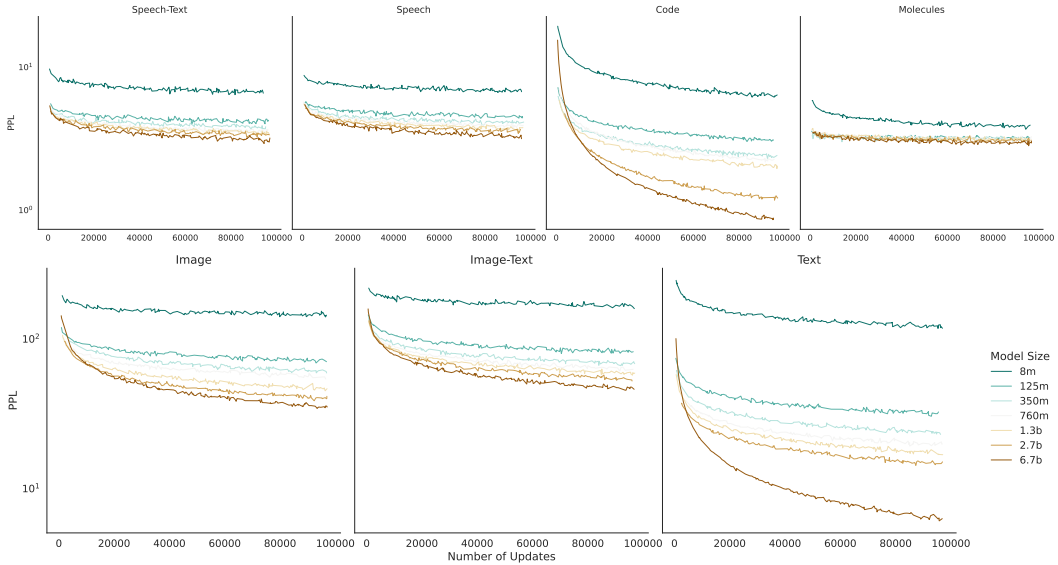 Speech-Text Speech Code Molecules
PPL
10¹
10⁰
0 20000 40000 60000 80000 100000 0 20000 40000 60000 80000 100000 0 20000 40000 60000 80000 100000 0 20000 40000 60000 80000 100000
Image Image-Text Text
PPL
10²
10¹
0 20000 40000 60000 80000 100000 0 20000 40000 60000 80000 100000 0 20000 40000 60000 80000 100000
Number of Updates
Model Size
8m
125m
350m
760m
1.3b
2.7b
6.7b